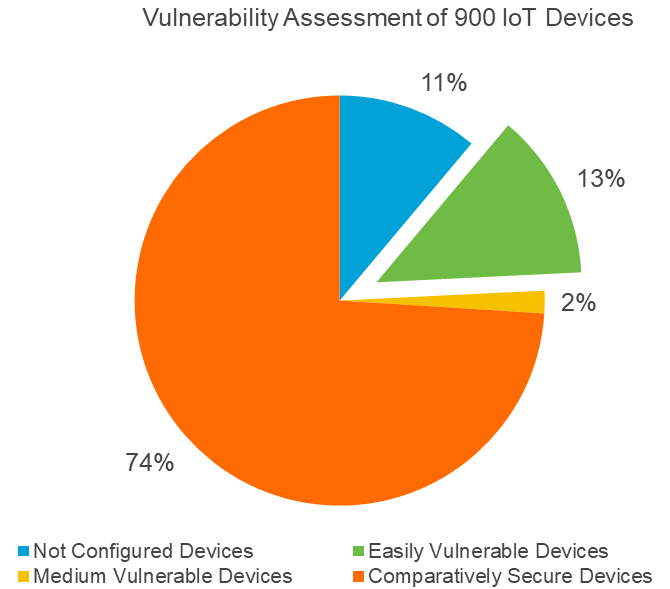 Vulnerability Assessment of 900 IoT Devices
11%
13%
2%
74%
Not Configured Devices
Easily Vulnerable Devices
Medium Vulnerable Devices
Comparatively Secure Devices